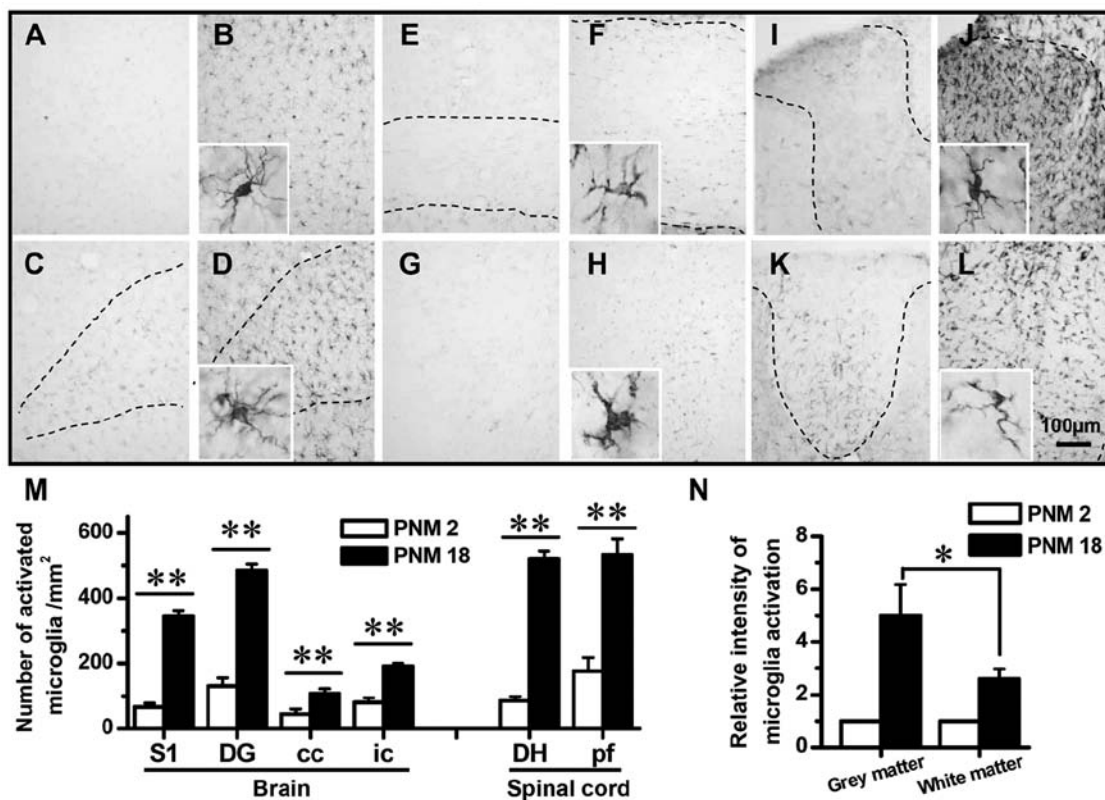 A B E F I J
C D G H K L
100μm
M
Number of activated
microglia /mm²
600
400
200
0
PNM 2
PNM 18
** ** ** ** ** **
S1 DG cc ic DH pf
Brain Spinal cord
N
Relative intensity of
microglia activation
8
6
4
2
0
PNM 2
PNM 18
*
Grey matter White matter